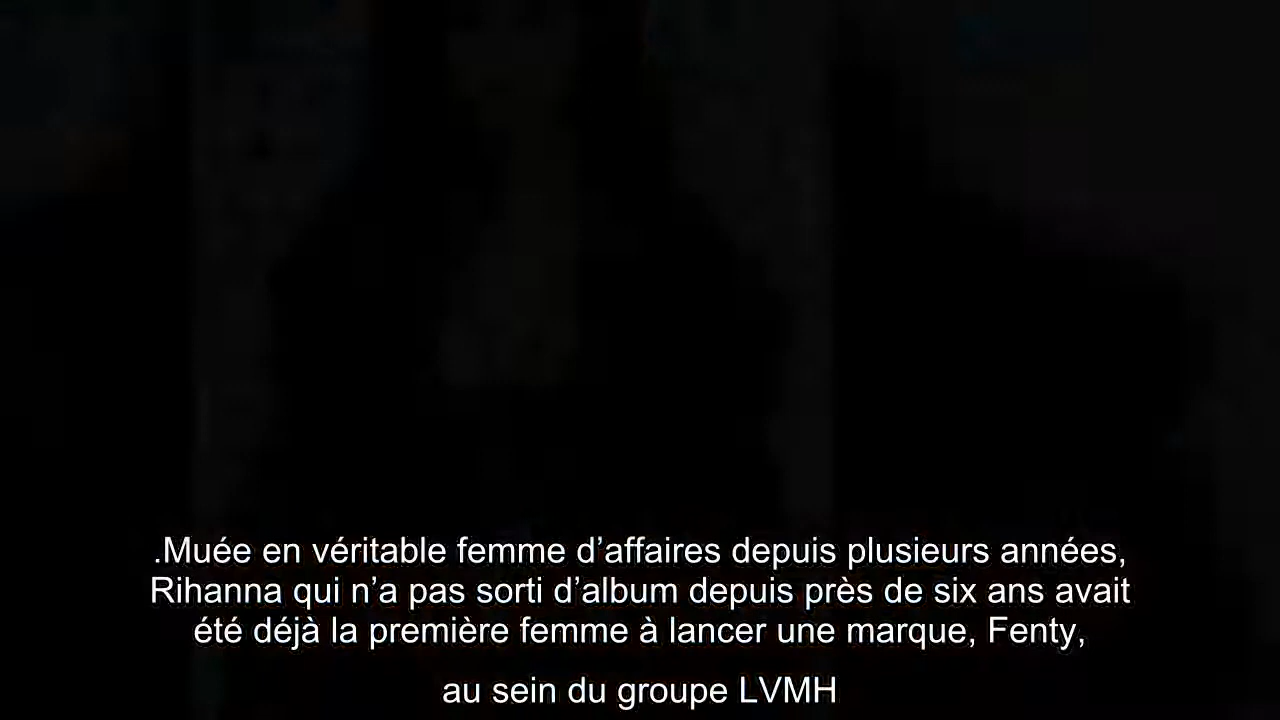 .Muée en véritable femme d’affaires depuis plusieurs années,
Rihanna qui n’a pas sorti d’album depuis près de six ans avait
été déjà la première femme à lancer une marque, Fenty,
au sein du groupe LVMH